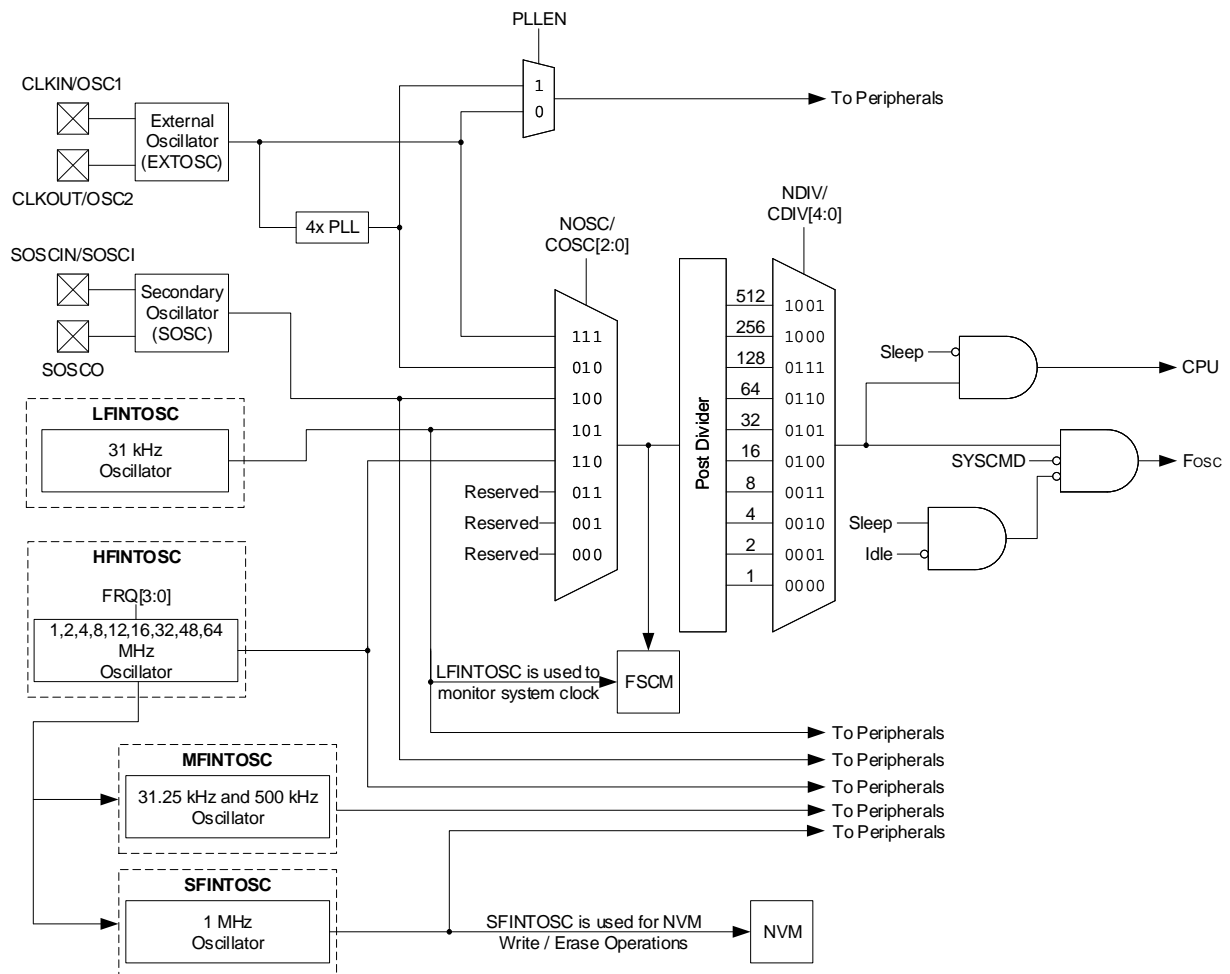 PLLEN
CLKIN/OSC1
1
0
To Peripherals
External
Oscillator
(EXTOSC)
CLKOUT/OSC2
4x PLL
NOSC/
COSC[2:0]
NDIV/
CDIV[4:0]
SOSCIN/SOSCI
Secondary
Oscillator
(SOSC)
SOSCO
111
010
100
101
110
Reserved 011
Reserved 001
Reserved 000
Post Divider
512 1001
256 1000
128 0111
64 0110
32 0101
16 0100
8 0011
4 0010
2 0001
1 0000
Sleep
CPU
SYSCMD
Fosc
Sleep
Idle
LFINTOSC
31 kHz
Oscillator
HFINTOSC
FRQ[3:0]
1,2,4,8,12,16,32,48,64
MHz
Oscillator
LFINTOSC is used to
monitor system clock
FSCM
To Peripherals
To Peripherals
To Peripherals
To Peripherals
To Peripherals
MFINTOSC
31.25 kHz and 500 kHz
Oscillator
SFINTOSC
1 MHz
Oscillator
SFINTOSC is used for NVM
Write / Erase Operations
NVM